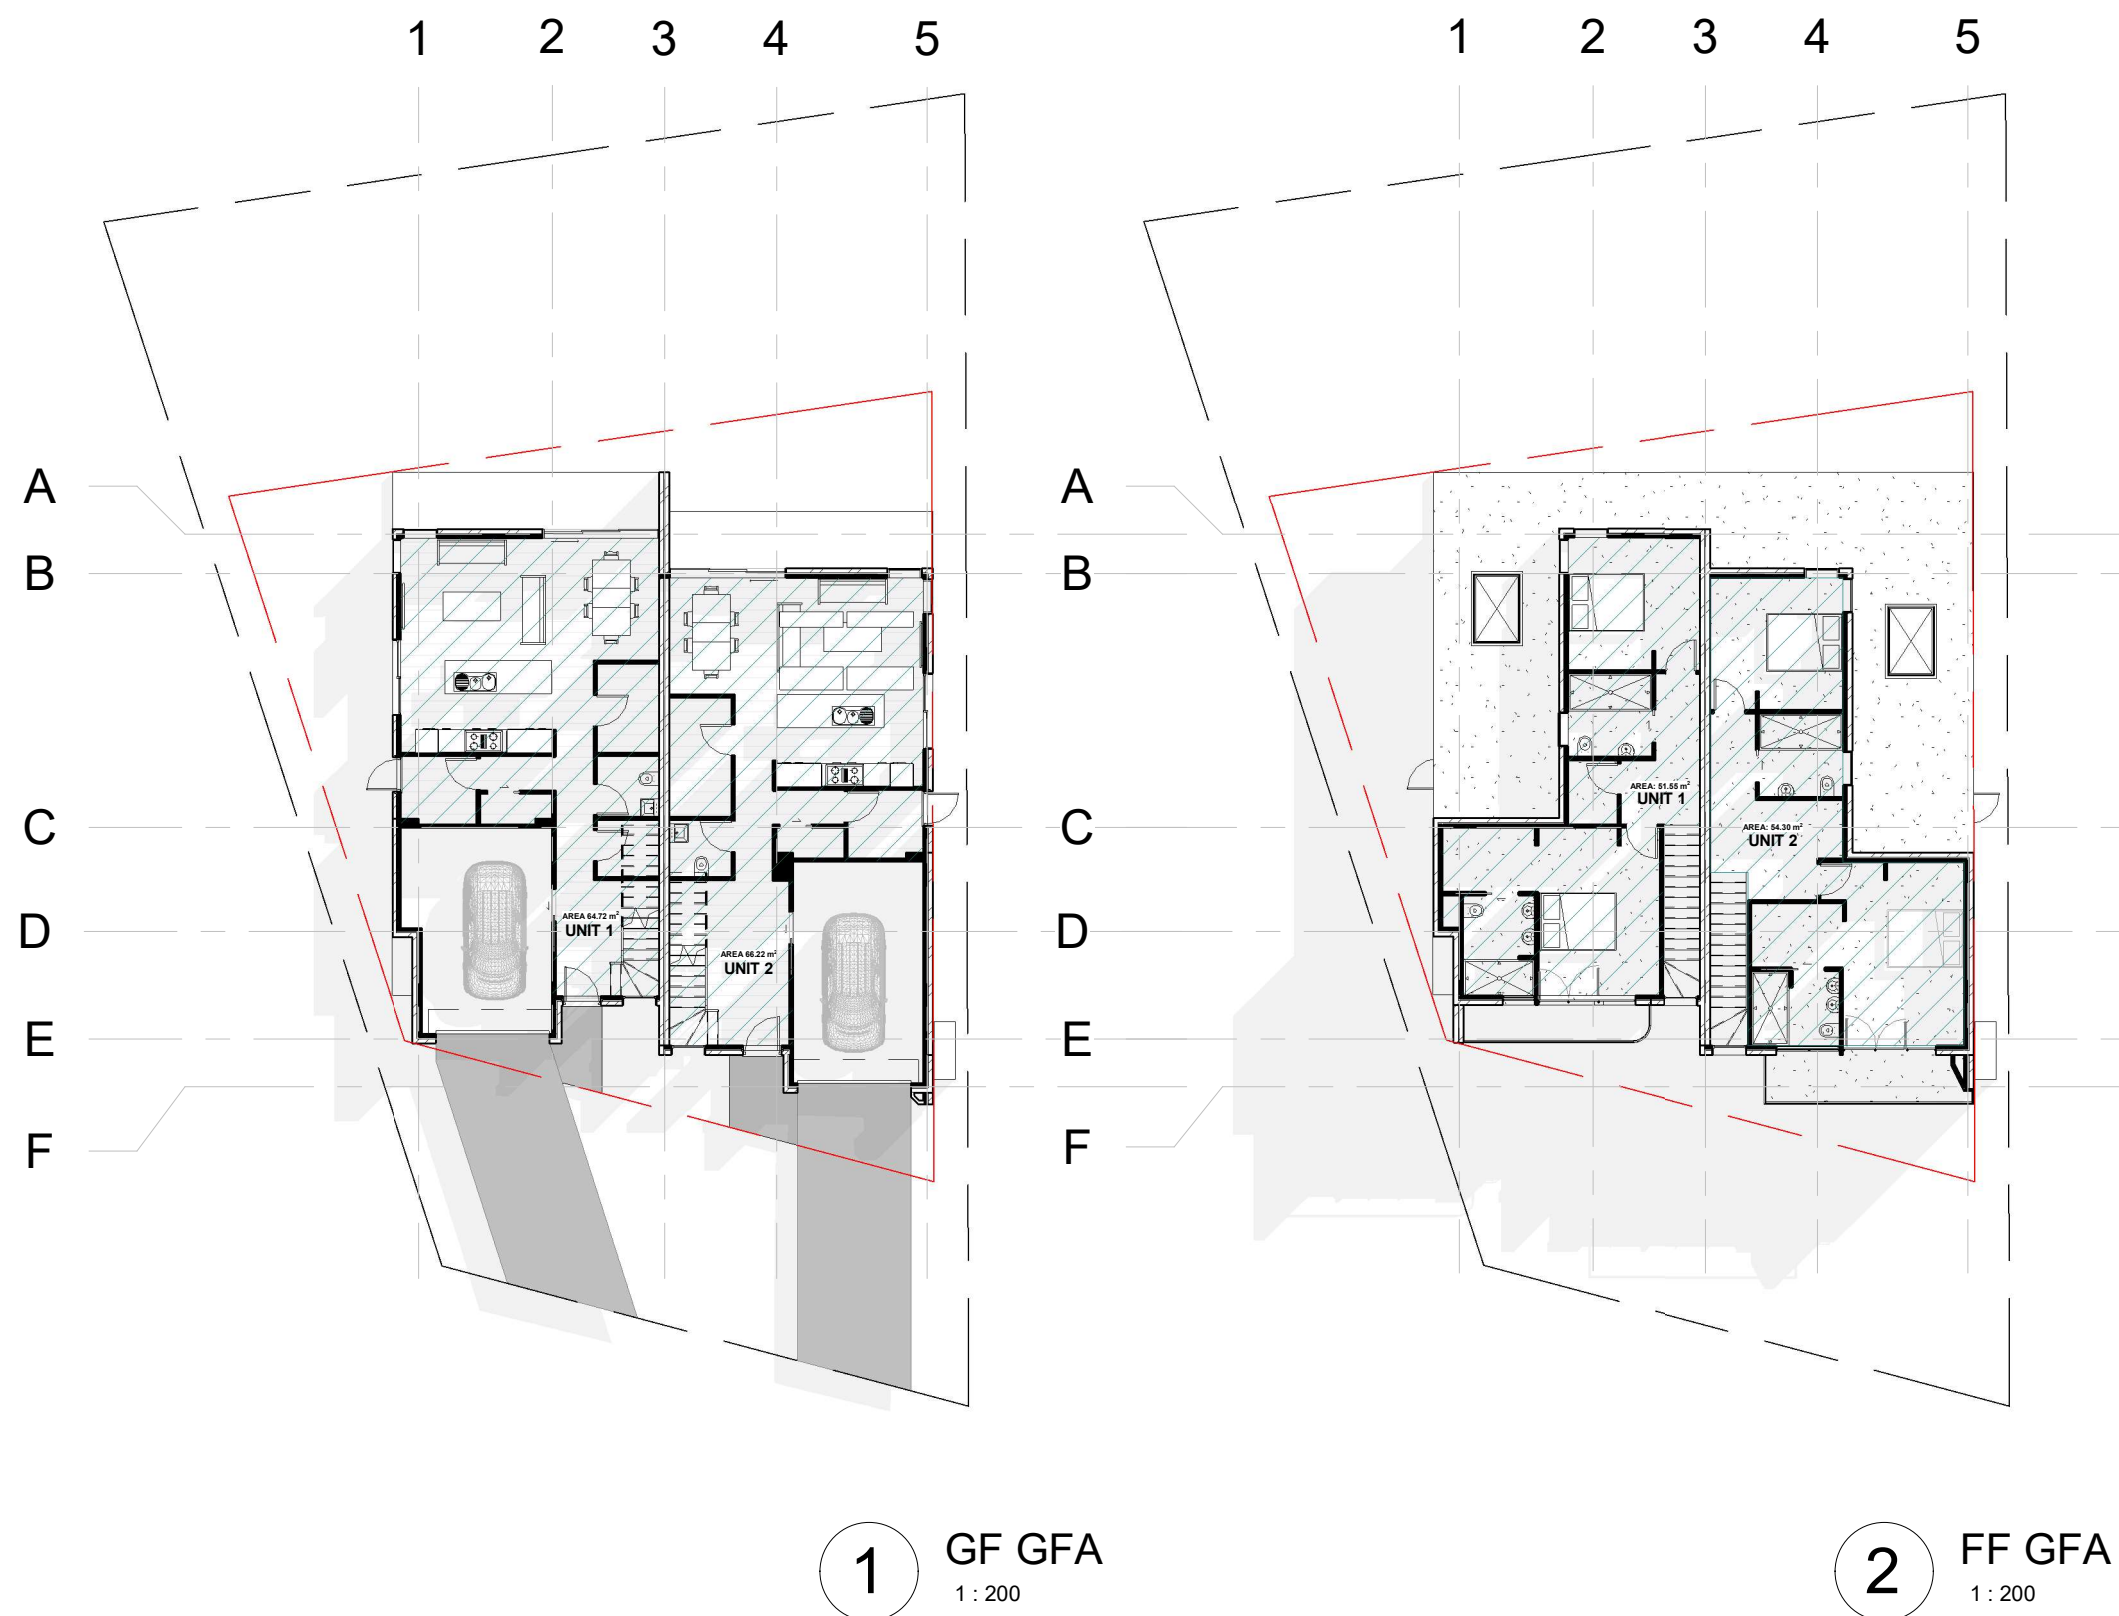 1 2 3 4 5
A
B
C
D
E
F
AREA 64.72 m²
UNIT 1
AREA 66.22 m²
UNIT 2
1
GF GFA
1 : 200
1 2 3 4 5
A
B
C
D
E
F
AREA: 51.55 m²
UNIT 1
AREA: 54.30 m²
UNIT 2
2
FF GFA
1 : 200